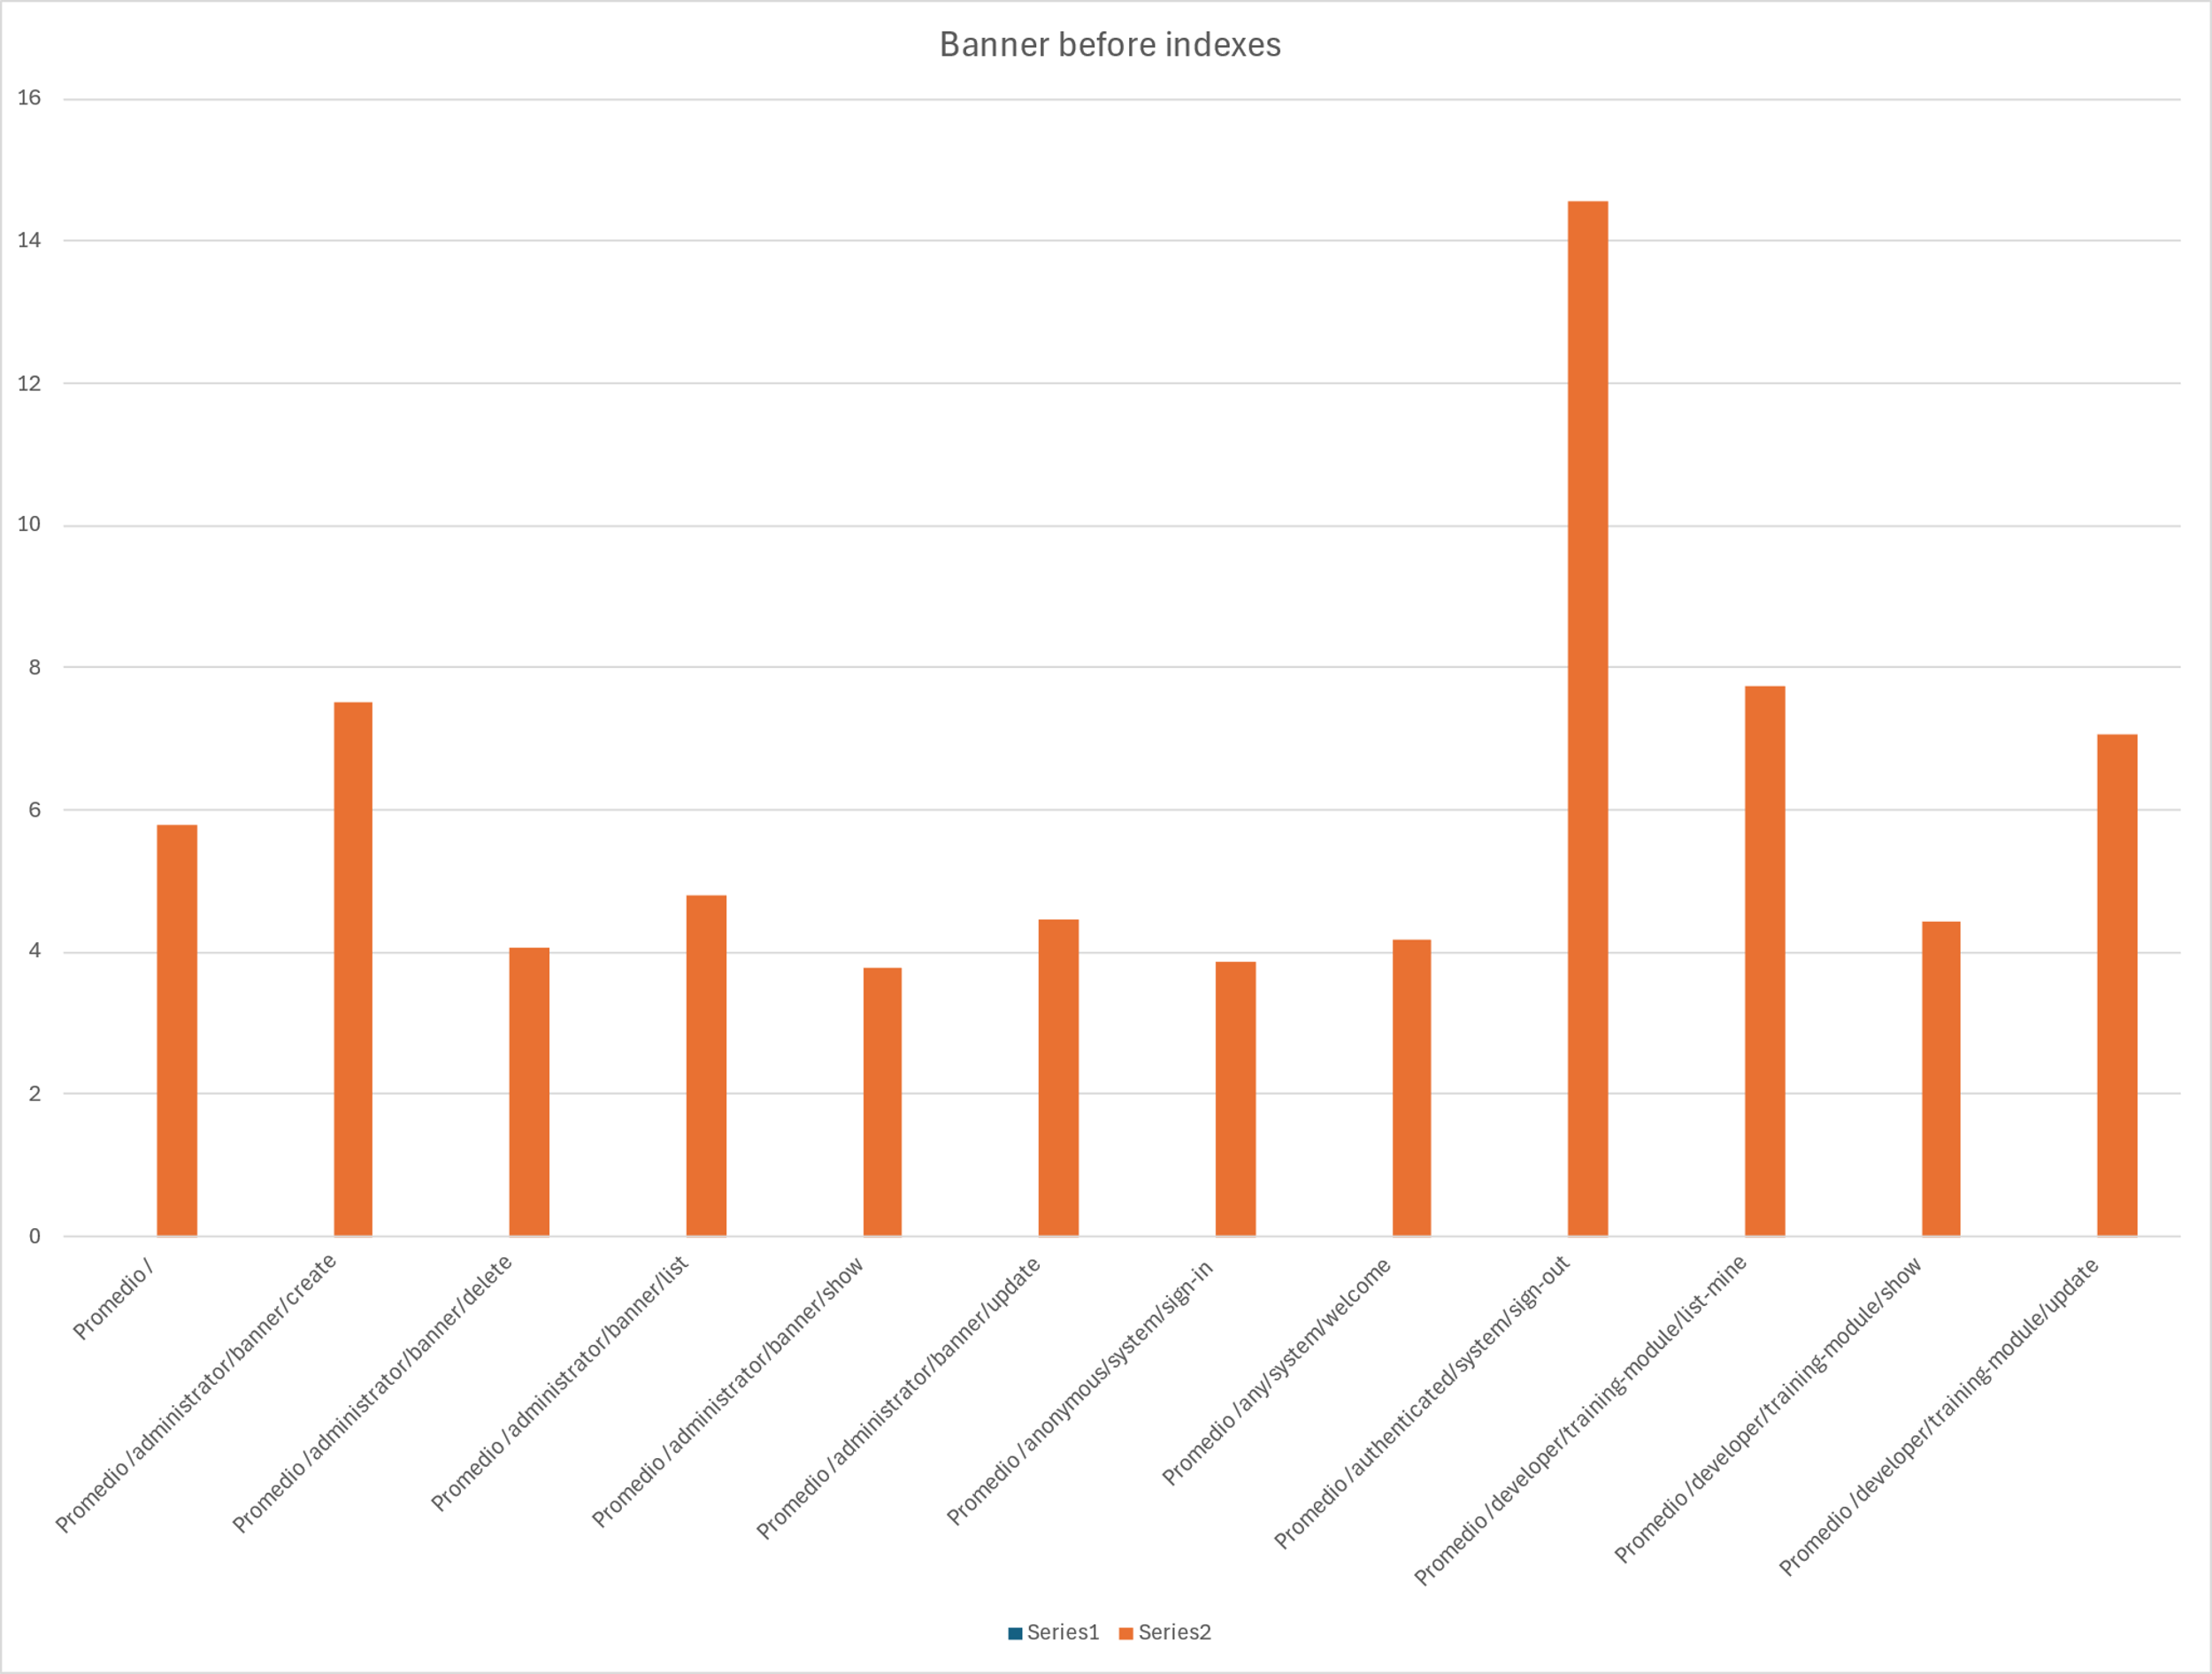 Banner before indexes
16
14
12
10
8
6
4
2
0
Promedio /
Promedio /administrator/banner/create
Promedio /administrator/banner/delete
Promedio /administrator/banner/list
Promedio /administrator/banner/show
Promedio /administrator/banner/update
Promedio /anonymous/system/sign-in
Promedio /any/system/welcome
Promedio /authenticated/system/sign-out
Promedio /developer/training-module/list-mine
Promedio /developer/training-module/show
Promedio /developer/training-module/update
Series1 Series2